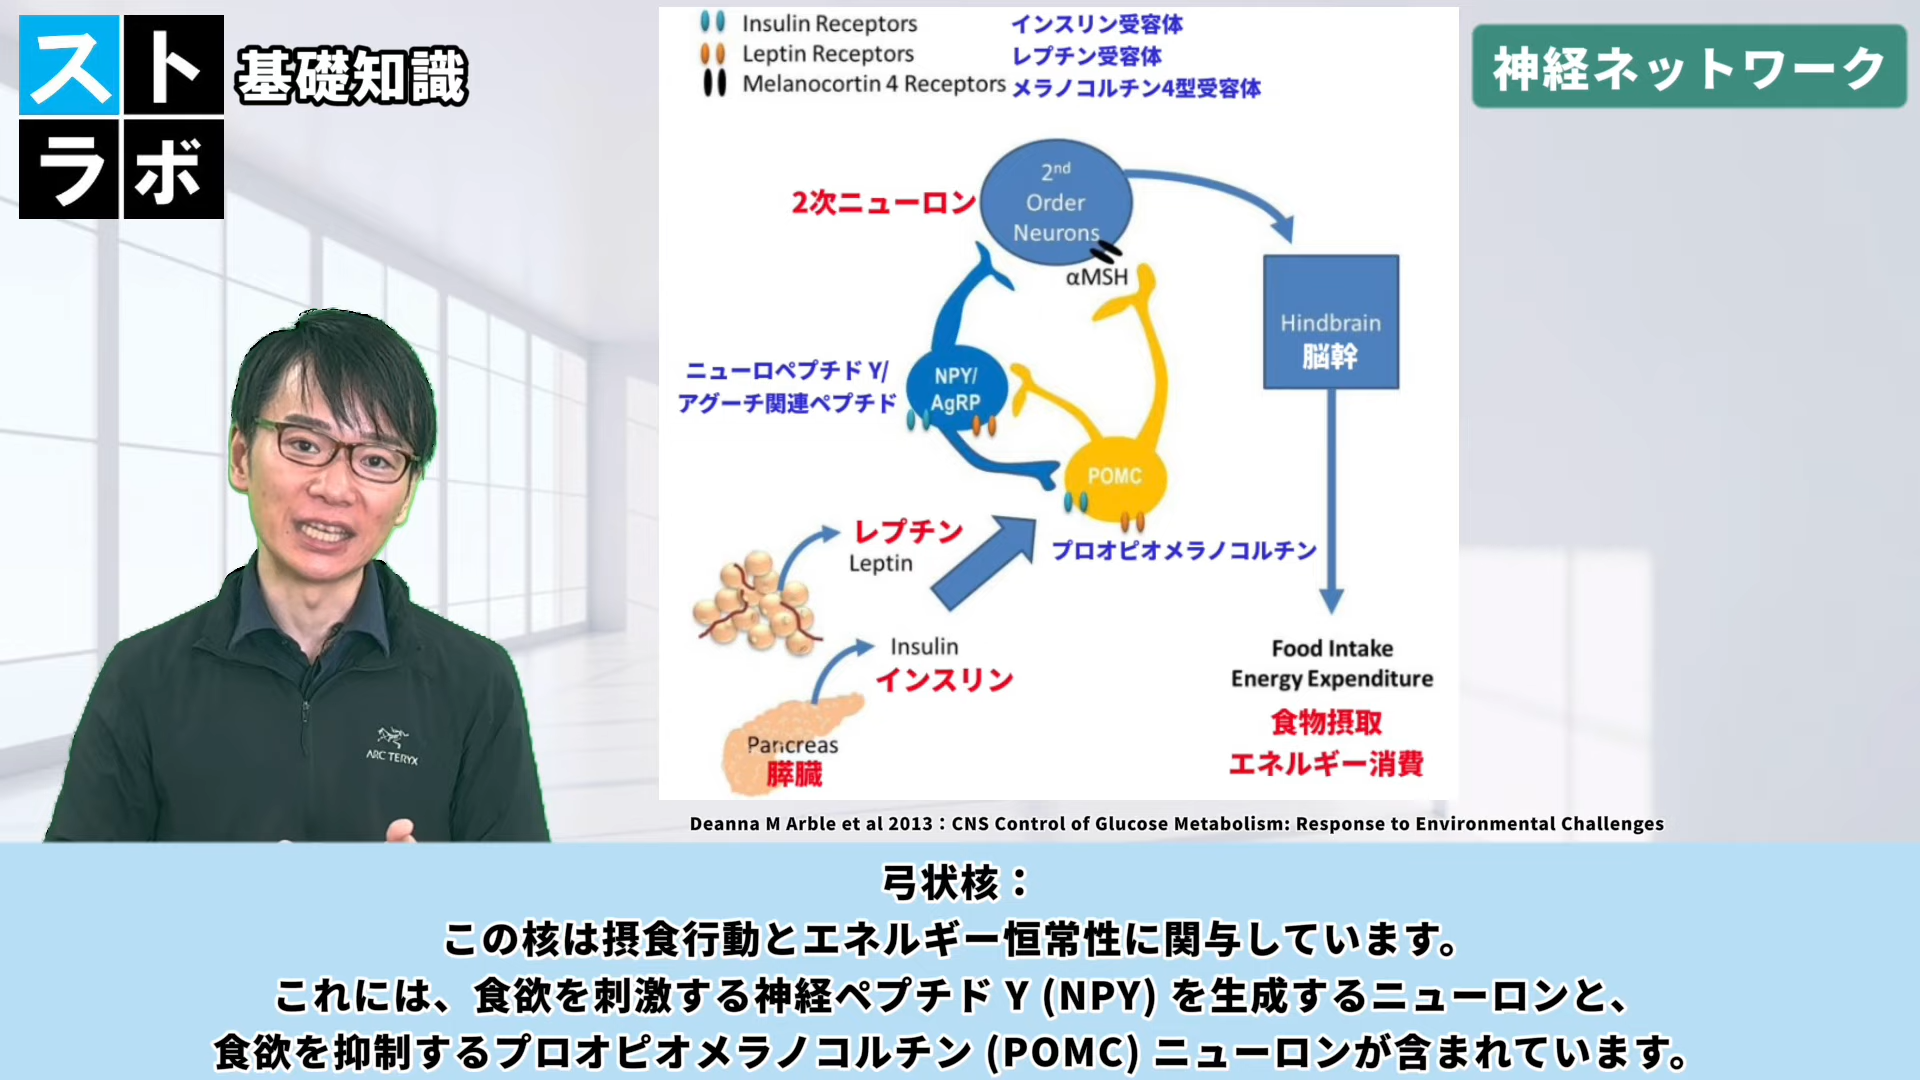 スト
ラボ
基礎知識
神経ネットワーク
Insulin Receptors インスリン受容体
Leptin Receptors レプチン受容体
Melanocortin 4 Receptors メラノコルチン4型受容体
2次ニューロン
2nd
Order
Neurons
αMSH
Hindbrain
脳幹
ニューロペプチド Y/
アグーチ関連ペプチド
NPY/
AgRP
POMC
プロオピオメラノコルチン
レプチン
Leptin
Insulin
インスリン
Pancreas
膵臓
Food Intake
Energy Expenditure
食物摂取
エネルギー消費
ARC'TERYX
Deanna M Arble et al 2013：CNS Control of Glucose Metabolism: Response to Environmental Challenges
弓状核：
この核は摂食行動とエネルギー恒常性に関与しています。
これには、食欲を刺激する神経ペプチド Y (NPY) を生成するニューロンと、
食欲を抑制するプロオピオメラノコルチン (POMC) ニューロンが含まれています。